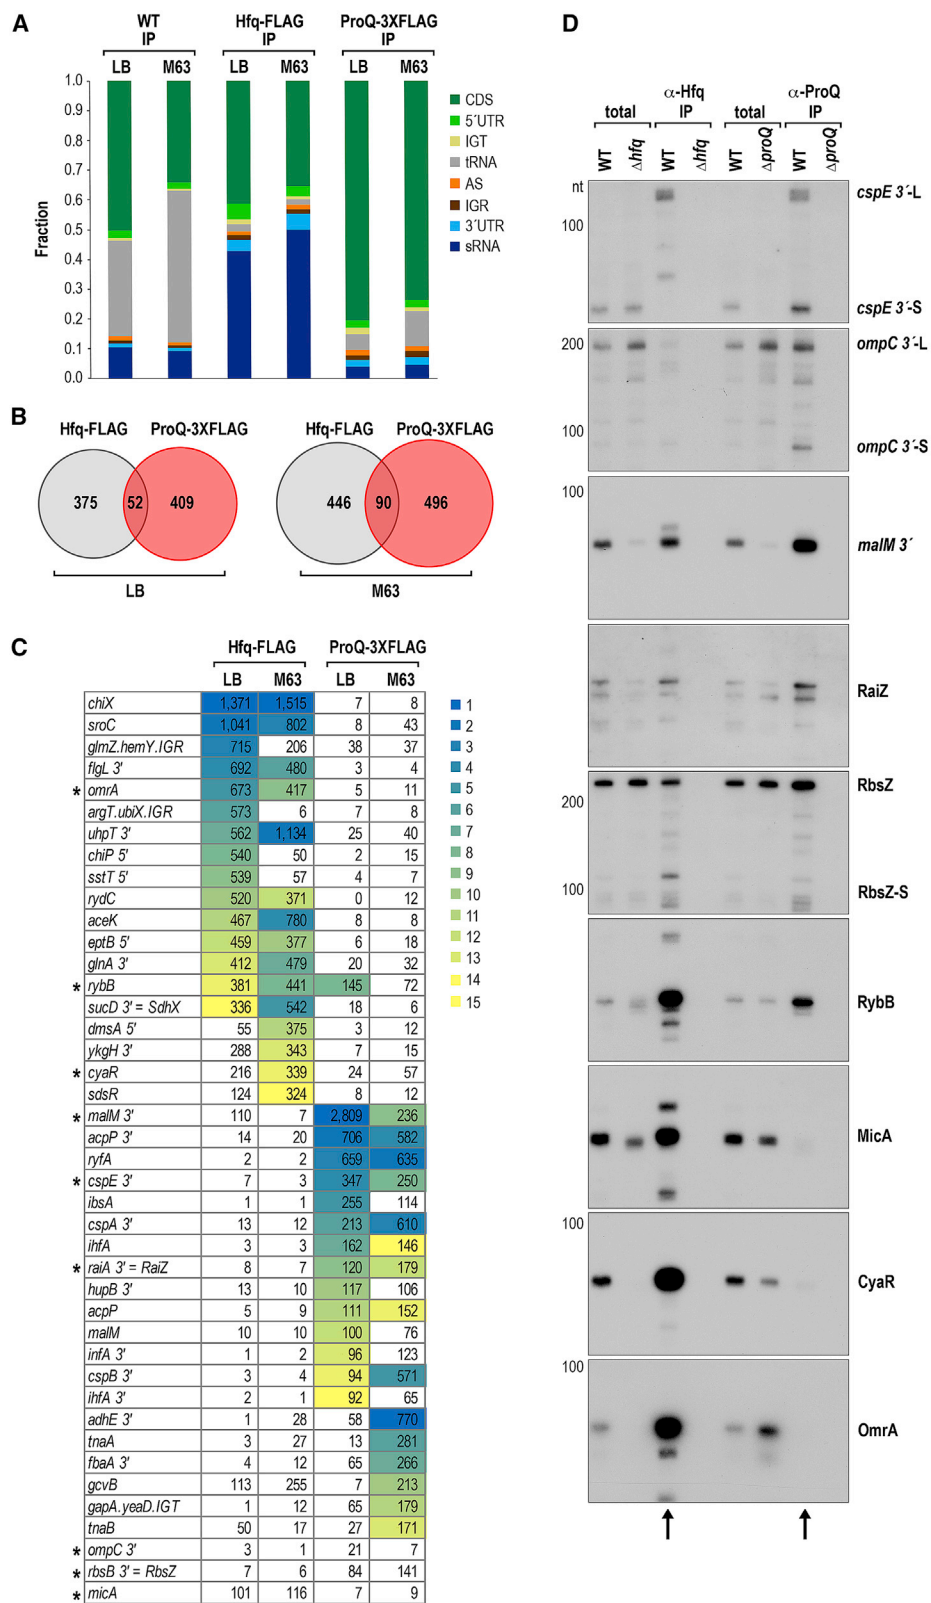 A
WT IP
Hfq-FLAG IP
ProQ-3XFLAG IP
LB M63 LB M63 LB M63
Fraction
1.0
0.9
0.8
0.7
0.6
0.5
0.4
0.3
0.2
0.1
0.0
CDS
5´UTR
IGT
tRNA
AS
IGR
3´UTR
sRNA
B
Hfq-FLAG ProQ-3XFLAG
375 52 409
LB
Hfq-FLAG ProQ-3XFLAG
446 90 496
M63
C
Hfq-FLAG ProQ-3XFLAG
LB M63 LB M63
chiX 1,371 1,515 7 8
sroC 1,041 802 8 43
glmZ.hemY.IGR 715 206 38 37
flgL 3' 692 480 3 4
* omrA 673 417 5 11
argT.ubiX.IGR 573 6 7 8
uhpT 3' 562 1,134 25 40
chiP 5' 540 50 2 15
sstT 5' 539 57 4 7
rydC 520 371 0 12
aceK 467 780 8 8
eptB 5' 459 377 6 18
glnA 3' 412 479 20 32
* rybB 381 441 145 72
sucD 3' = SdhX 336 542 18 6
dmsA 5' 55 375 3 12
ykgH 3' 288 343 7 15
* cyaR 216 339 24 57
sdsR 124 324 8 12
* malM 3' 110 7 2,809 236
acpP 3' 14 20 706 582
ryfA 2 2 659 635
* cspE 3' 7 3 347 250
ibsA 1 1 255 114
cspA 3' 13 12 213 610
ihfA 3 3 162 146
* raiA 3' = RaiZ 8 7 120 179
hupB 3' 13 10 117 106
acpP 5 9 111 152
malM 10 10 100 76
infA 3' 1 2 96 123
cspB 3' 3 4 94 571
ihfA 3' 2 1 92 65
adhE 3' 1 28 58 770
tnaA 3 27 13 281
fbaA 3' 4 12 65 266
gcvB 113 255 7 213
gapA.yeaD.IGT 1 12 65 179
tnaB 50 17 27 171
* ompC 3' 3 1 21 7
* rbsB 3' = RbsZ 7 6 84 141
* micA 101 116 7 9
1
2
3
4
5
6
7
8
9
10
11
12
13
14
15
D
total α-Hfq IP total α-ProQ IP
WT Δhfq WT Δhfq WT ΔproQ WT ΔproQ
nt
100
cspE 3´-L
cspE 3´-S
200
100
ompC 3´-L
ompC 3´-S
100
malM 3´
RaiZ
200
100
RbsZ
RbsZ-S
RybB
MicA
100
CyaR
100
OmrA